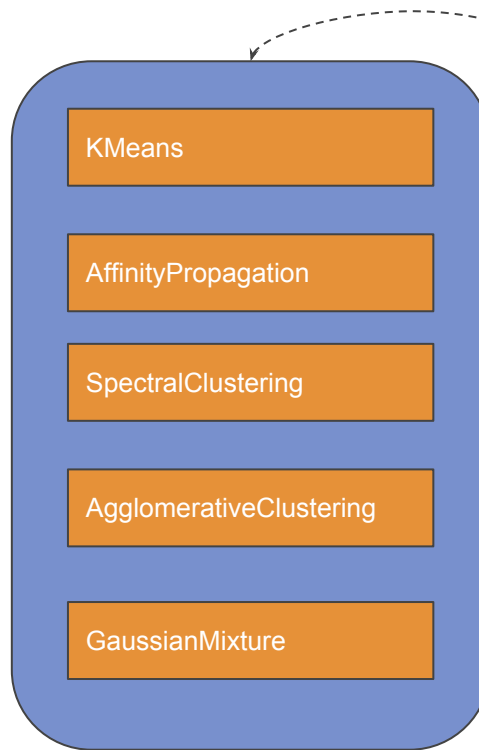 KMeans
AffinityPropagation
SpectralClustering
AgglomerativeClustering
GaussianMixture